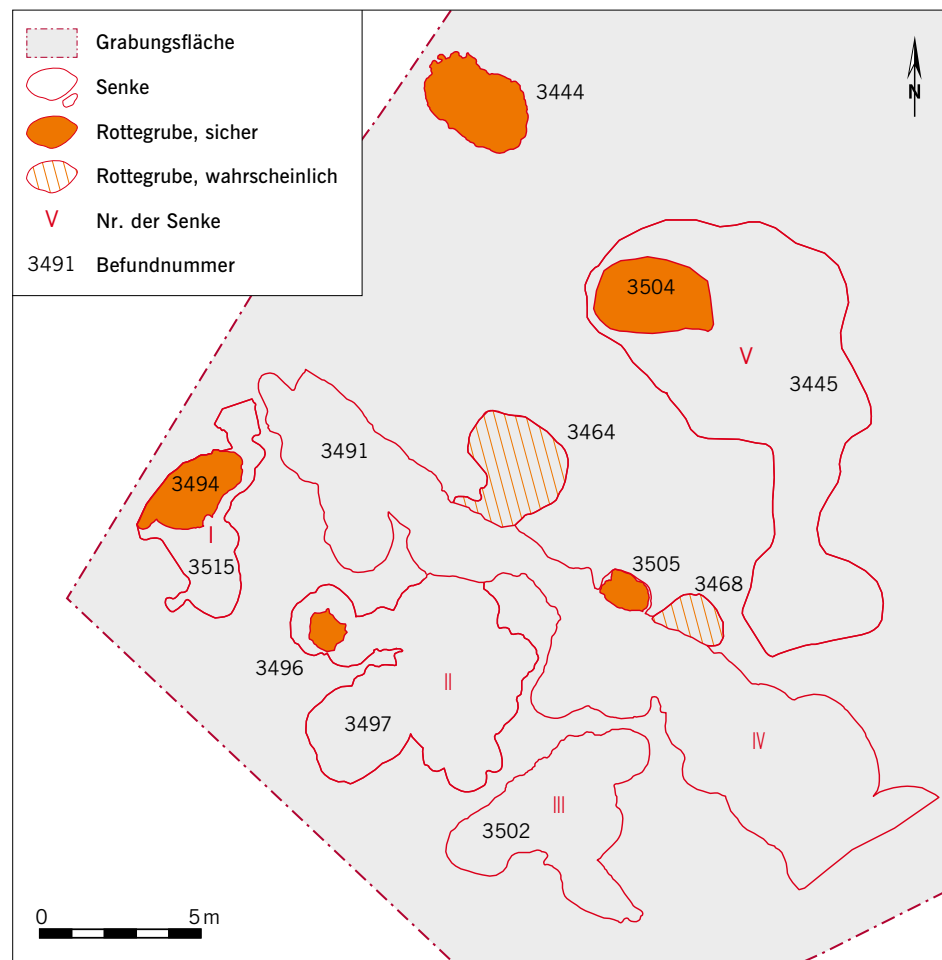 Grabungsfläche
Senke
Rottegrube, sicher
Rottegrube, wahrscheinlich
V Nr. der Senke
3491 Befundnummer
N
3444
3504
V
3445
3464
3491
3494
I
3515
3505
3468
3496
II
3497
IV
III
3502
0 5 m